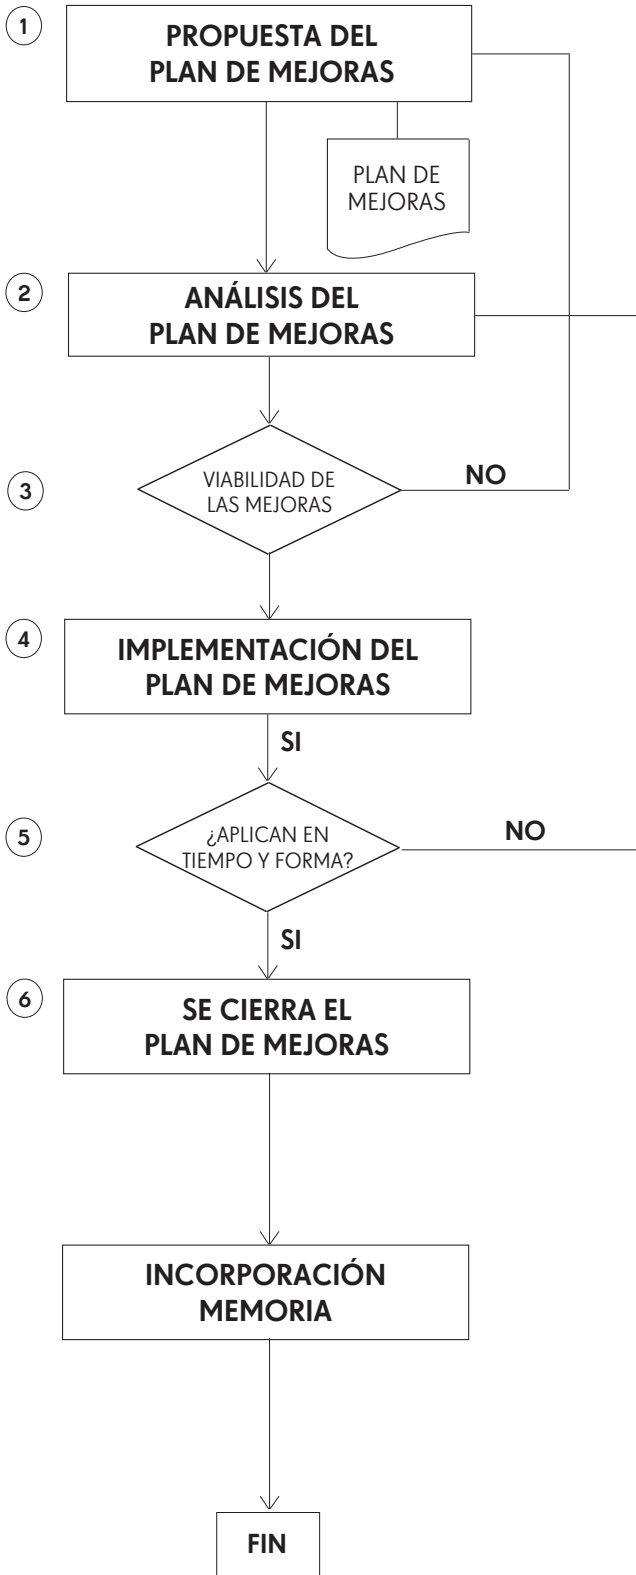 1
PROPUESTA DEL
PLAN DE MEJORAS
PLAN DE
MEJORAS
2
ANÁLISIS DEL
PLAN DE MEJORAS
3
VIABILIDAD DE
LAS MEJORAS
NO
4
IMPLEMENTACIÓN DEL
PLAN DE MEJORAS
SI
5
¿APLICAN EN
TIEMPO Y FORMA?
NO
SI
6
SE CIERRA EL
PLAN DE MEJORAS
INCORPORACIÓN
MEMORIA
FIN